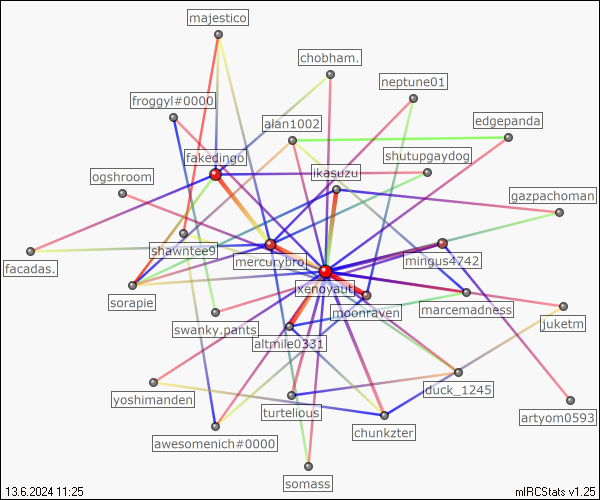 majestico
chobham.
neptune01
froggyl#0000
alan1002
edgepanda
fakedingo
shutupgaydog
ikasuzu
ogshroom
gazpachoman
shawntee9
facadas.
mercurybro
mingus4742
xenoyautja
sorapie
moonraven
marcemadness
swanky.pants
juketm
altmile0331
duck_1245
yoshimanden
artyom0593
turtelious
chunkzter
awesomenich#0000
somass
13.6.2024 11:25
mIRCStats v1.25